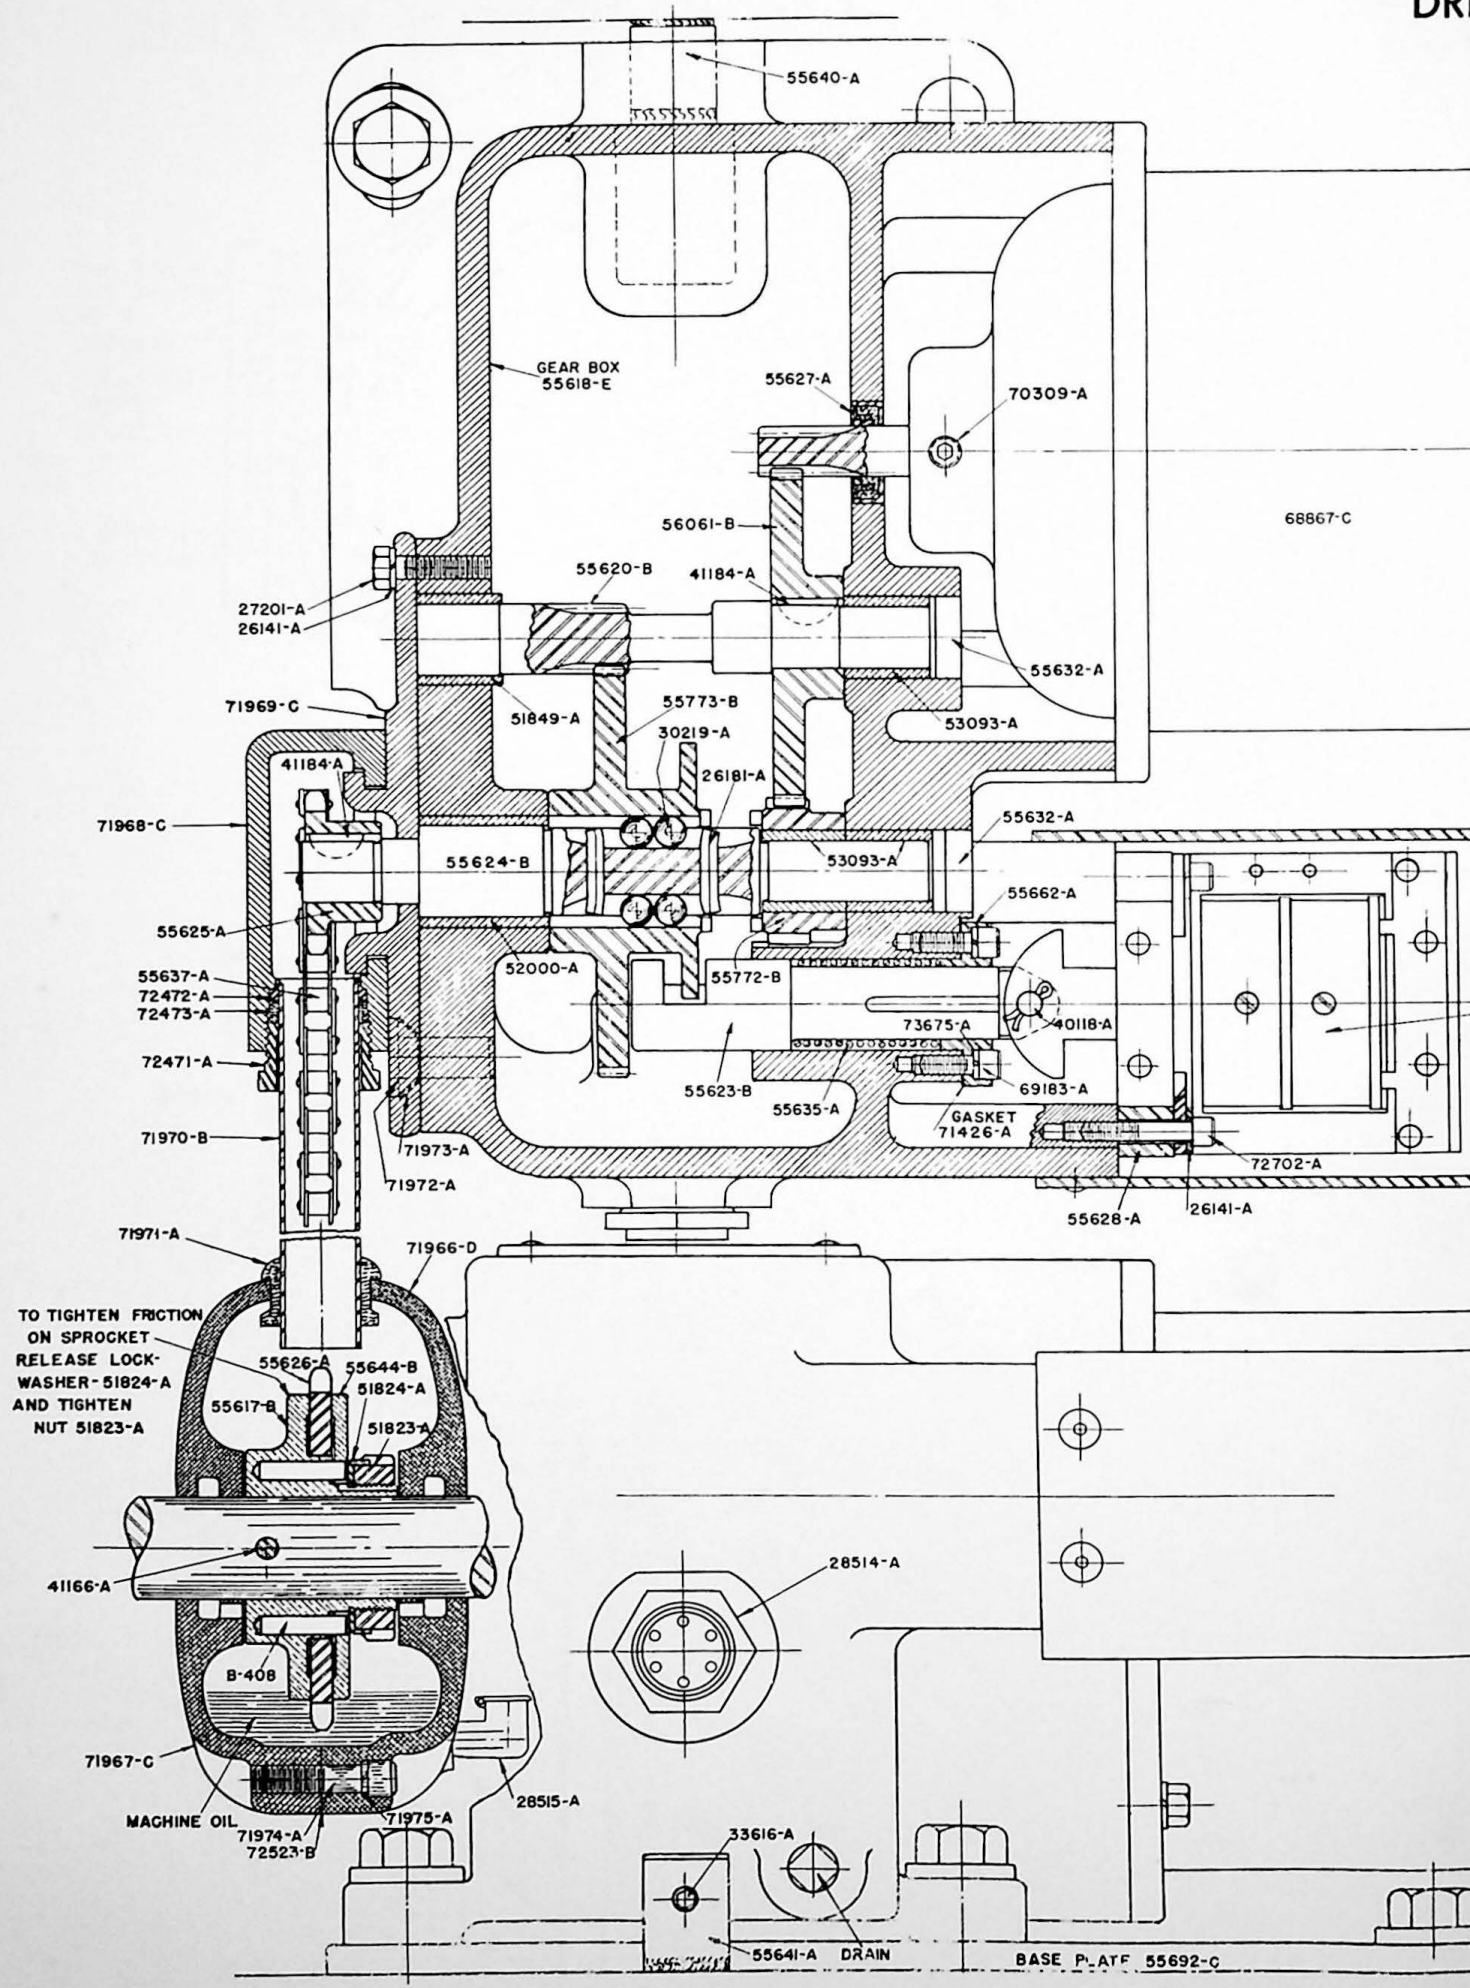 55640-A
GEAR BOX
55618-E
55627-A
70309-A
68867-C
56061-B
55620-B
41184-A
27201-A
26141-A
55632-A
71969-C
51849-A
55773-B
53093-A
30219-A
41184-A
26181-A
71968-C
55632-A
55624-B
53093-A
55662-A
55625-A
52000-A
55772-B
55637-A
72472-A
72473-A
40118-A
73675-A
72471-A
55623-B
55635-A
69183-A
GASKET
71426-A
71970-B
71973-A
71972-A
72702-A
55628-A
26141-A
71971-A
71966-D
TO TIGHTEN FRICTION
ON SPROCKET
RELEASE LOCK-
WASHER-51824-A
AND TIGHTEN
NUT 51823-A
55626-A
55644-B
51824-A
55617-B
51823-A
41166-A
28514-A
B-408
71967-C
28515-A
MACHINE OIL
71974-A
71975-A
72523-B
33616-A
55641-A
DRAIN
BASE PLATE 55692-C